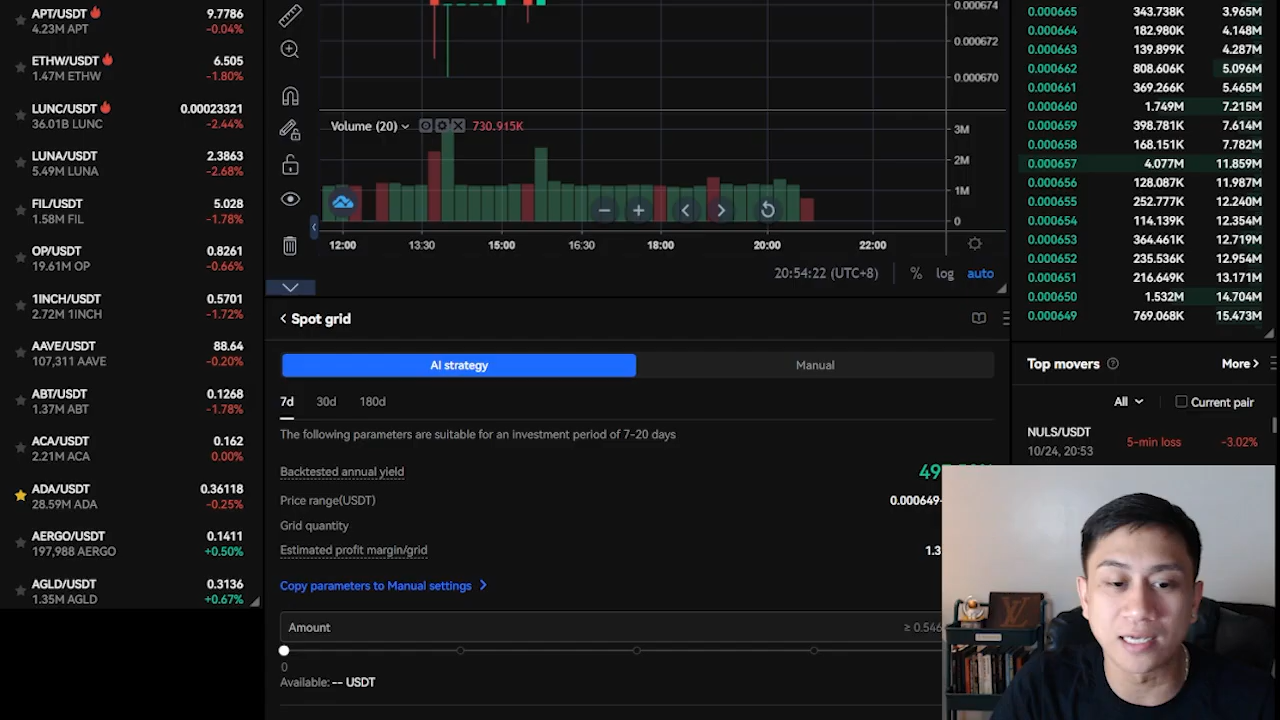 APT/USDT 9.7786
4.23M APT -0.04%
ETHW/USDT 6.505
1.47M ETHW -1.80%
LUNC/USDT 0.00023321
36.01B LUNC -2.44%
LUNA/USDT 2.3863
5.49M LUNA -2.68%
FIL/USDT 5.028
1.58M FIL -1.78%
OP/USDT 0.8261
19.61M OP -0.66%
1INCH/USDT 0.5701
2.72M 1INCH -1.72%
AAVE/USDT 88.64
107,311 AAVE -0.20%
ABT/USDT 0.1268
1.37M ABT -1.78%
ACA/USDT 0.162
2.21M ACA 0.00%
ADA/USDT 0.36118
28.59M ADA -0.25%
AERGO/USDT 0.1411
197,988 AERGO +0.50%
AGLD/USDT 0.3136
1.35M AGLD +0.67%
0.000674
0.000672
0.000670
Volume (20) 730.915K
3M
2M
1M
0
12:00 13:30 15:00 16:30 18:00 20:00 22:00
20:54:22 (UTC+8) % log auto
Spot grid
AI strategy Manual
7d 30d 180d
The following parameters are suitable for an investment period of 7-20 days
Backtested annual yield
Price range(USDT) 0.000649-
Grid quantity
Estimated profit margin/grid 1.3
Copy parameters to Manual settings
Amount ≥ 0.546
0
Available: -- USDT
0.000665 343.738K 3.965M
0.000664 182.980K 4.148M
0.000663 139.899K 4.287M
0.000662 808.606K 5.096M
0.000661 369.266K 5.465M
0.000660 1.749M 7.215M
0.000659 398.781K 7.614M
0.000658 168.151K 7.782M
0.000657 4.077M 11.859M
0.000656 128.087K 11.987M
0.000655 252.777K 12.240M
0.000654 114.139K 12.354M
0.000653 364.461K 12.719M
0.000652 235.536K 12.954M
0.000651 216.649K 13.171M
0.000650 1.532M 14.704M
0.000649 769.068K 15.473M
Top movers More
All Current pair
NULS/USDT
10/24, 20:53 5-min loss -3.02%